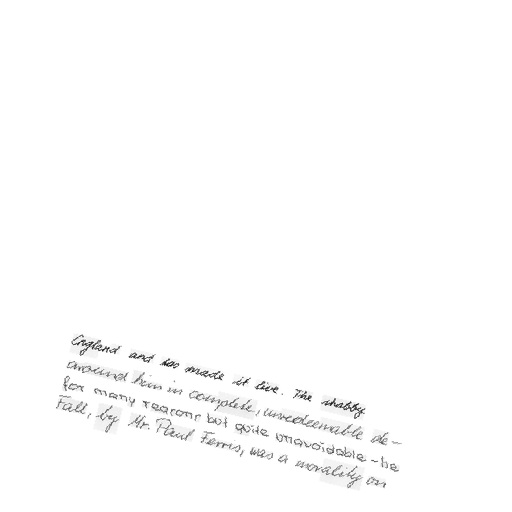 England and has made it live. The shabby
around him in complete, unredeemable de-
for many reasons but quite unavoidable - he
Fall, by Mr. Paul Ferris, was a morality on